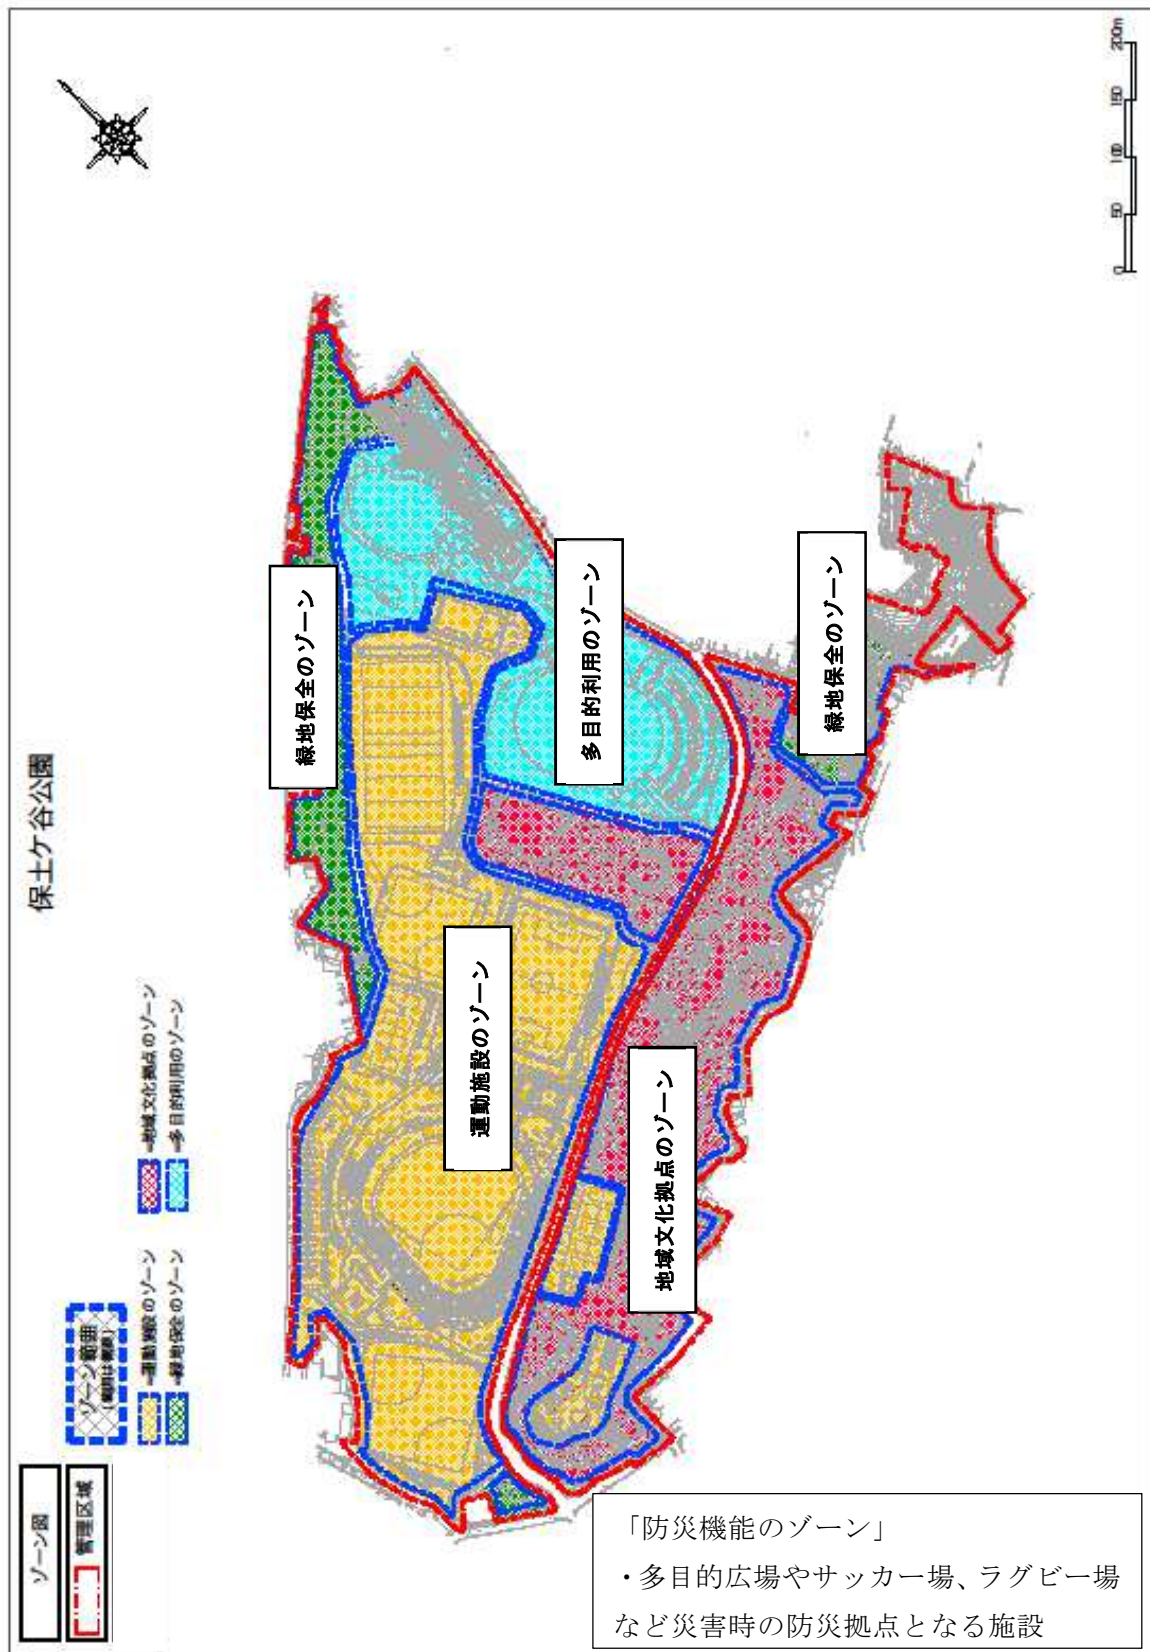 保土ケ谷公園
ゾーン図
管理区域
ゾーン範囲
運動施設のゾーン
緑地保全のゾーン
地域文化拠点のゾーン
多目的利用のゾーン
緑地保全のゾーン
多目的利用のゾーン
緑地保全のゾーン
運動施設のゾーン
地域文化拠点のゾーン
0 50 100 150 200m
「防災機能のゾーン」
・多目的広場やサッカー場、ラグビー場
など災害時の防災拠点となる施設